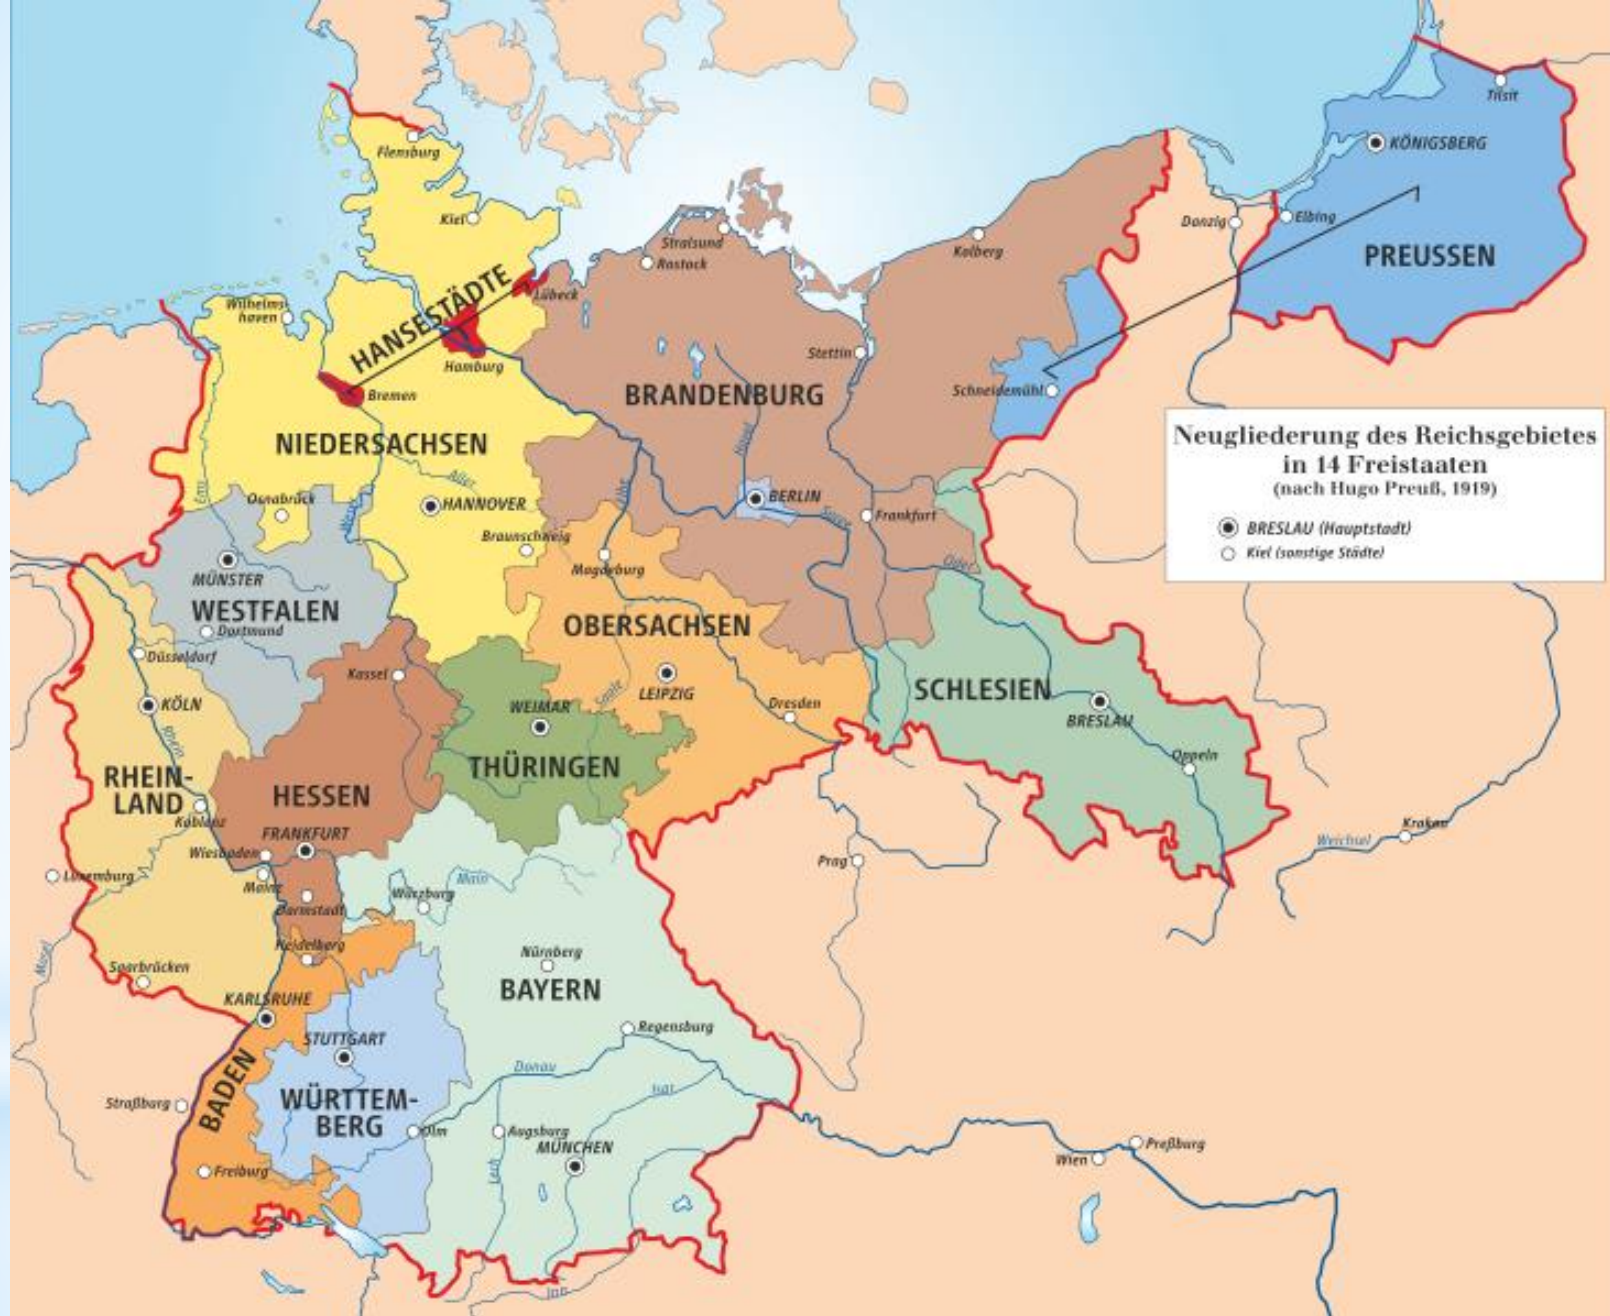 Tilsit
KÖNIGSBERG
Flensburg
Kiel
Danzig
Elbing
PREUSSEN
Stralsund
Rostock
Kolberg
HANSESTÄDTE
Lübeck
Wilhelms-
haven
Hamburg
Stettin
Bremen
BRANDENBURG
Schneidemühl
NIEDERSACHSEN
Aller
Havel
Ems
Elbe
Weser
Osnabrück
HANNOVER
BERLIN
Spree
Frankfurt
Braunschweig
Neugliederung des Reichsgebietes
in 14 Freistaaten
(nach Hugo Preuß, 1919)
BRESLAU (Hauptstadt)
Kiel (sonstige Städte)
MÜNSTER
Magdeburg
Oder
WESTFALEN
Dortmund
OBERSACHSEN
Düsseldorf
Kassel
LEIPZIG
SCHLESIEN
KÖLN
WEIMAR
Saale
Dresden
BRESLAU
Rhein
Oppeln
THÜRINGEN
RHEIN-
LAND
HESSEN
Koblenz
FRANKFURT
Krakau
Weichsel
Wiesbaden
Prag
Luxemburg
Mainz
Main
Würzburg
Darmstadt
Heidelberg
Mosel
Saarbrücken
Nürnberg
BAYERN
KARLSRUHE
STUTTGART
Regensburg
Donau
Isar
BADEN
WÜRTTEM-
BERG
Straßburg
Ulm
Augsburg
MÜNCHEN
Lech
Freiburg
Wien
Preßburg
Inn